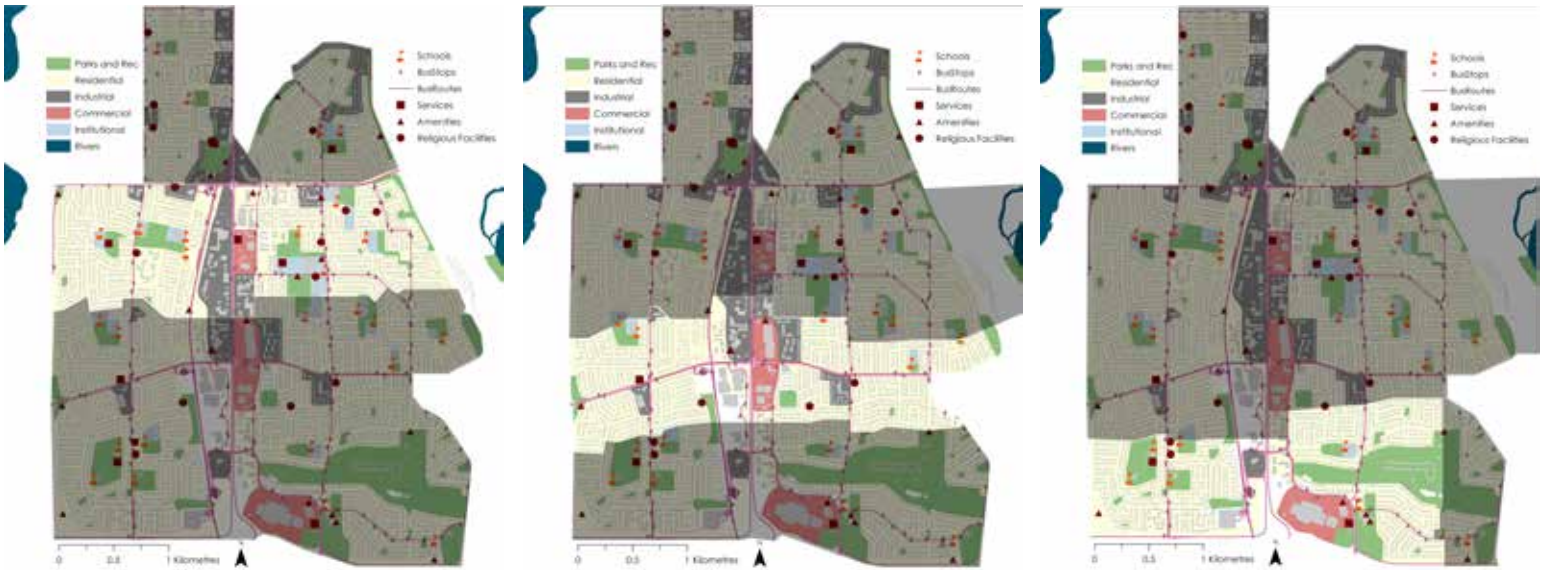 Parks and Rec
Residential
Industrial
Commercial
Institutional
Rivers
Schools
BusStops
BusRoutes
Services
Amenities
Religious Facilities
0 0.5 1 Kilometres
Parks and Rec
Residential
Industrial
Commercial
Institutional
Rivers
Schools
BusStops
BusRoutes
Services
Amenities
Religious Facilities
0 0.5 1 Kilometres
Parks and Rec
Residential
Industrial
Commercial
Institutional
Rivers
Schools
BusStops
BusRoutes
Services
Amenities
Religious Facilities
0 0.5 1 Kilometres